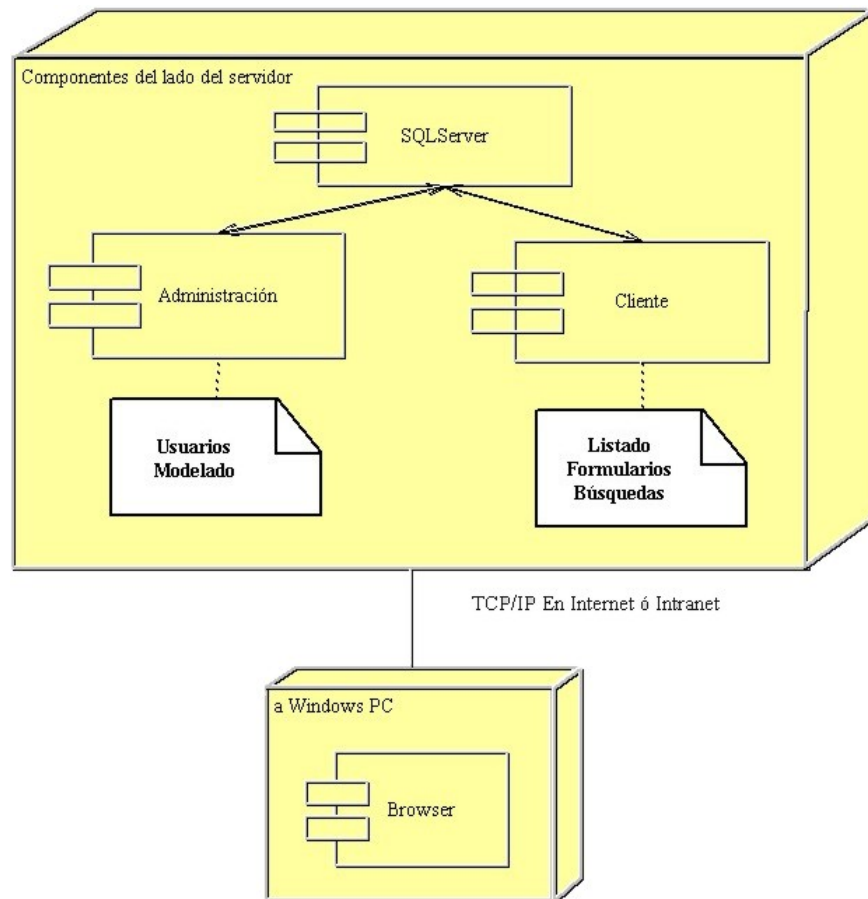 Componentes del lado del servidor
SQLServer
Administración
Cliente
Usuarios
Modelado
Listado
Formularios
Búsquedas
TCP/IP En Internet ó Intranet
a Windows PC
Browser